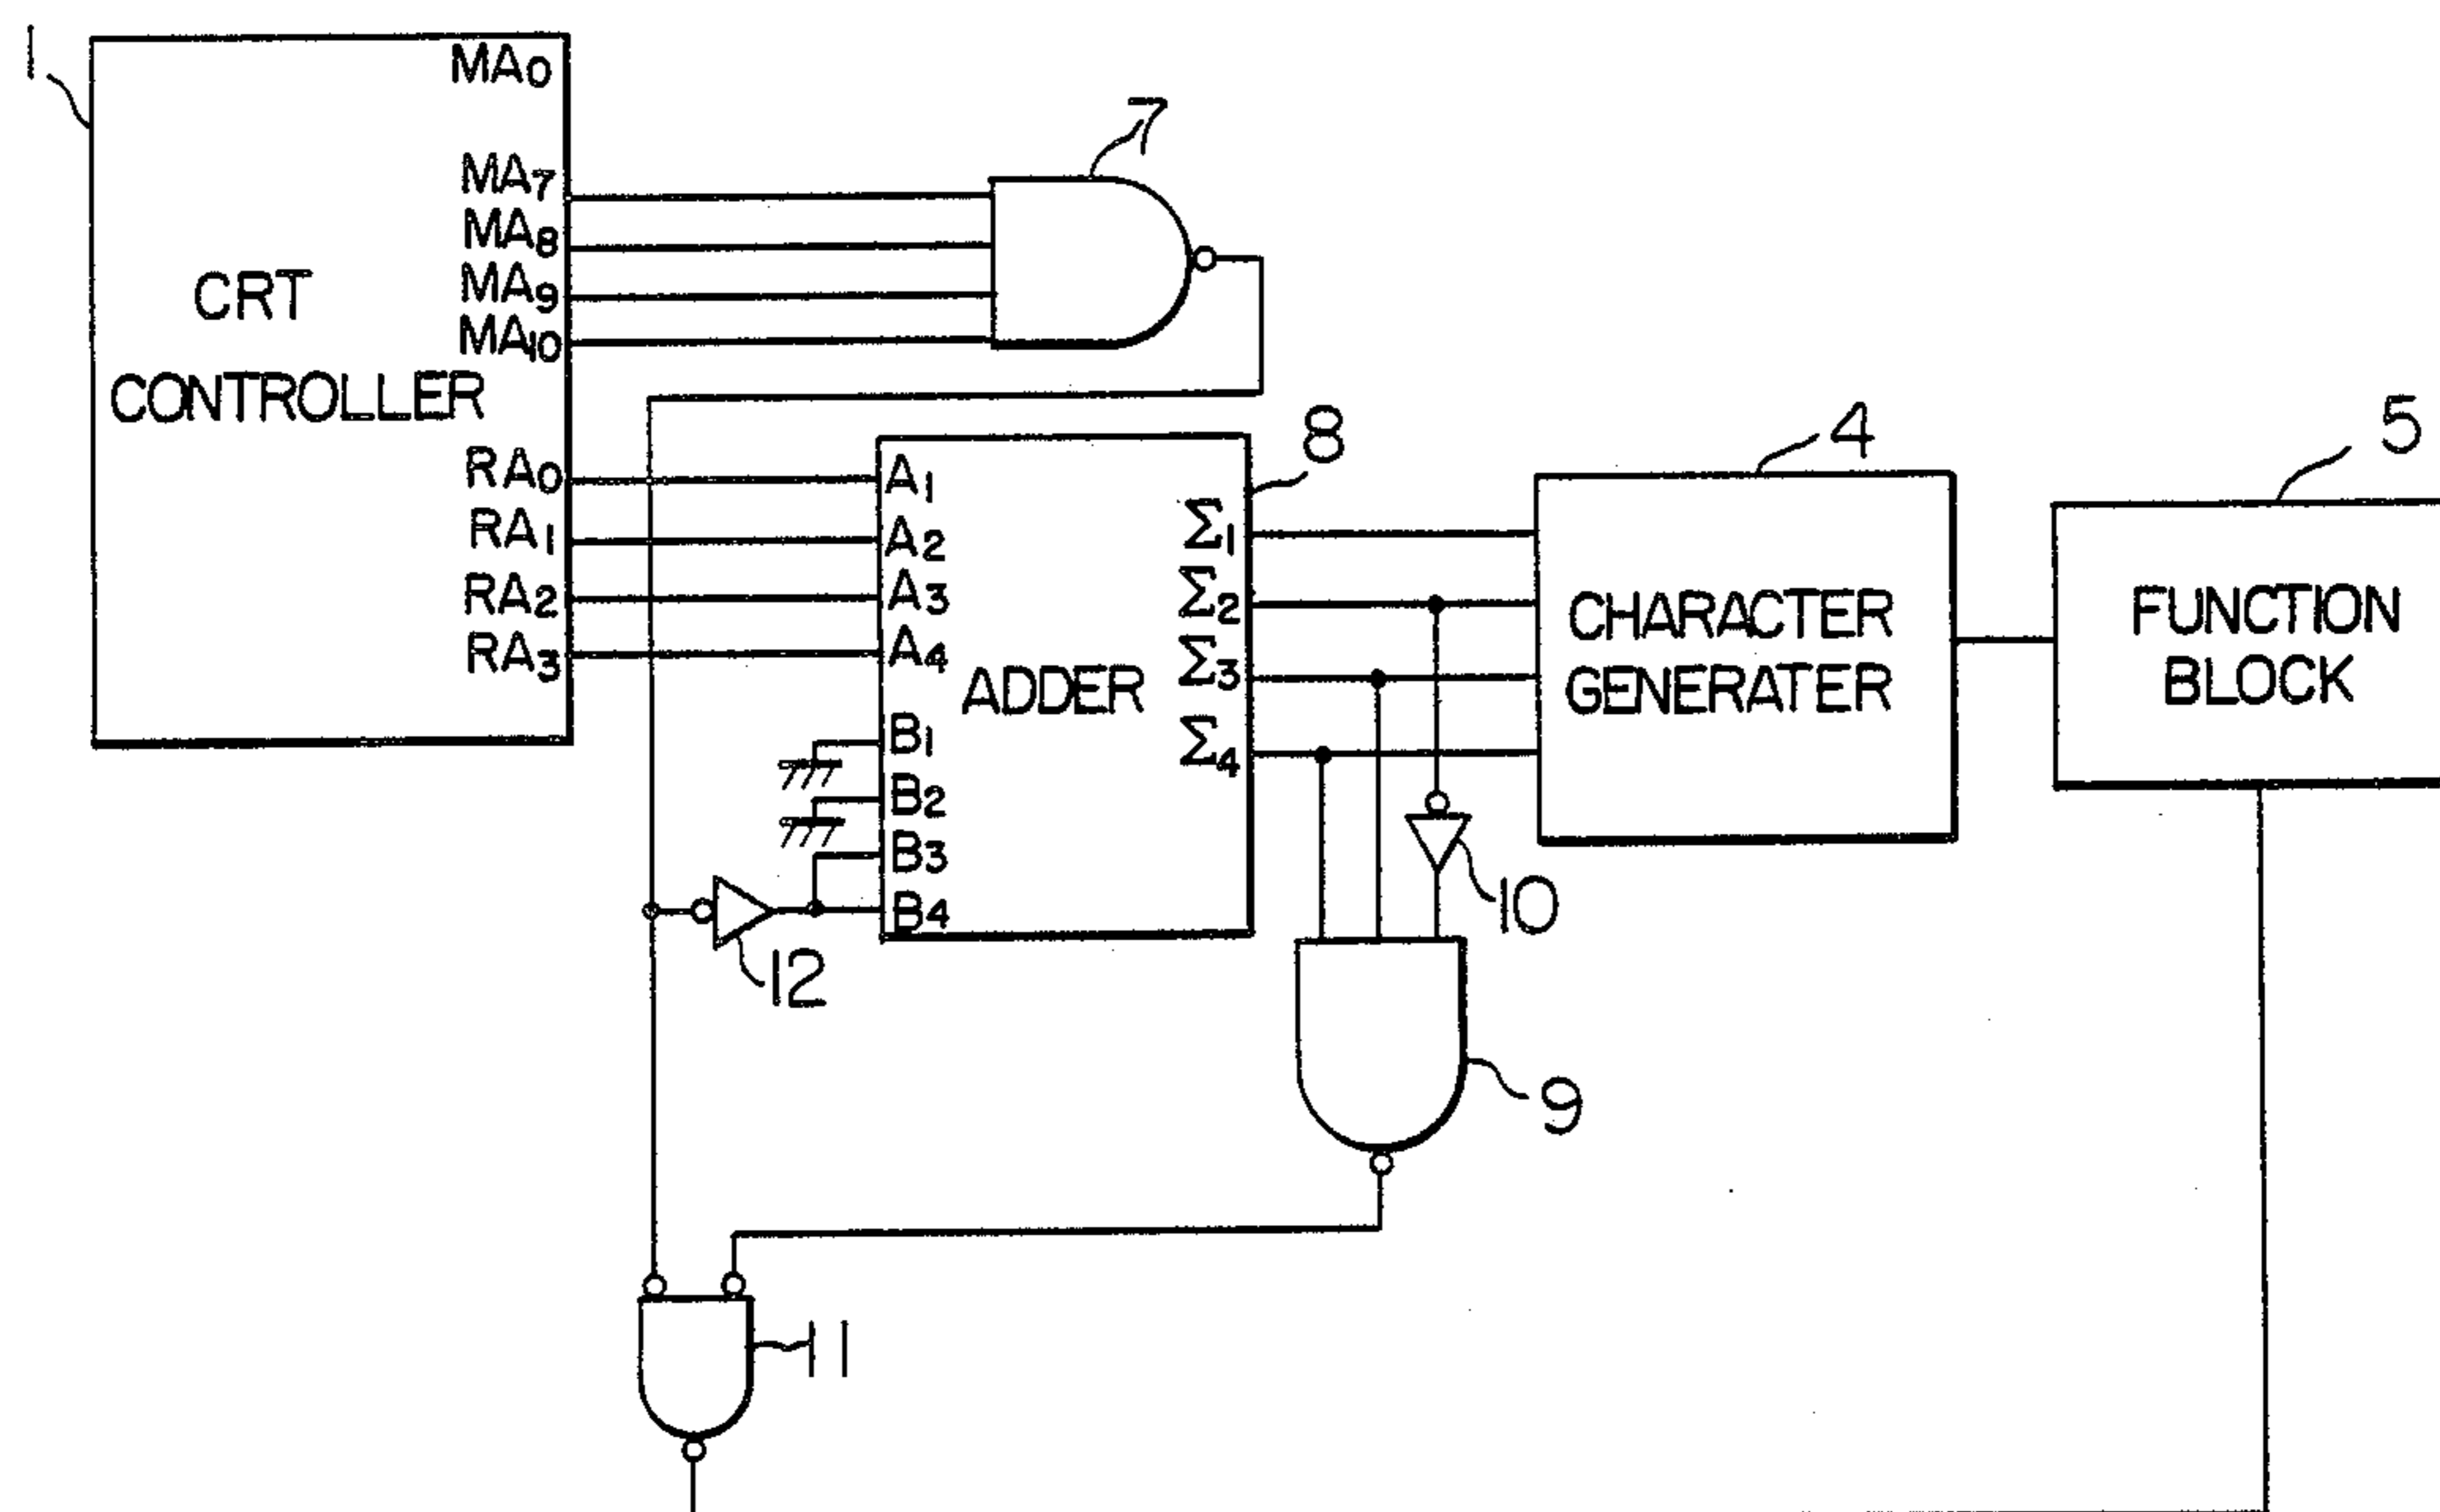 1
MA0
MA7
MA8
MA9
MA10
CRT
CONTROLLER
RA0
RA1
RA2
RA3
7
8
A1
A2
A3
A4
B1
B2
B3
B4
ADDER
Σ1
Σ2
Σ3
Σ4
4
CHARACTER
GENERATER
5
FUNCTION
BLOCK
10
12
9
11